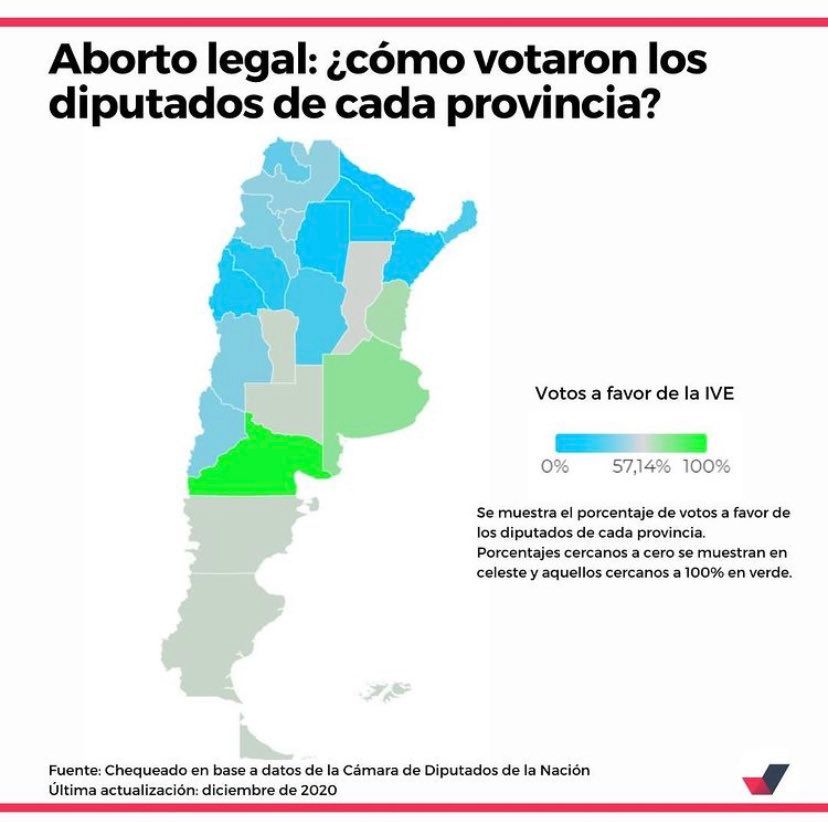 Aborto legal: ¿cómo votaron los
diputados de cada provincia?
Votos a favor de la IVE
0% 57,14% 100%
Se muestra el porcentaje de votos a favor de
los diputados de cada provincia.
Porcentajes cercanos a cero se muestran en
celeste y aquellos cercanos a 100% en verde.
Fuente: Chequeado en base a datos de la Cámara de Diputados de la Nación
Última actualización: diciembre de 2020